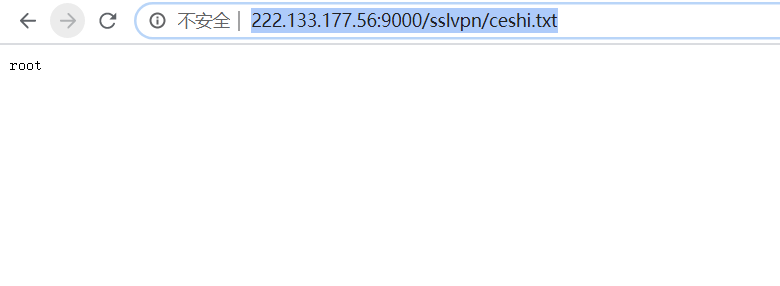 不安全 | 222.133.177.56:9000/sslvpn/ceshi.txt
root